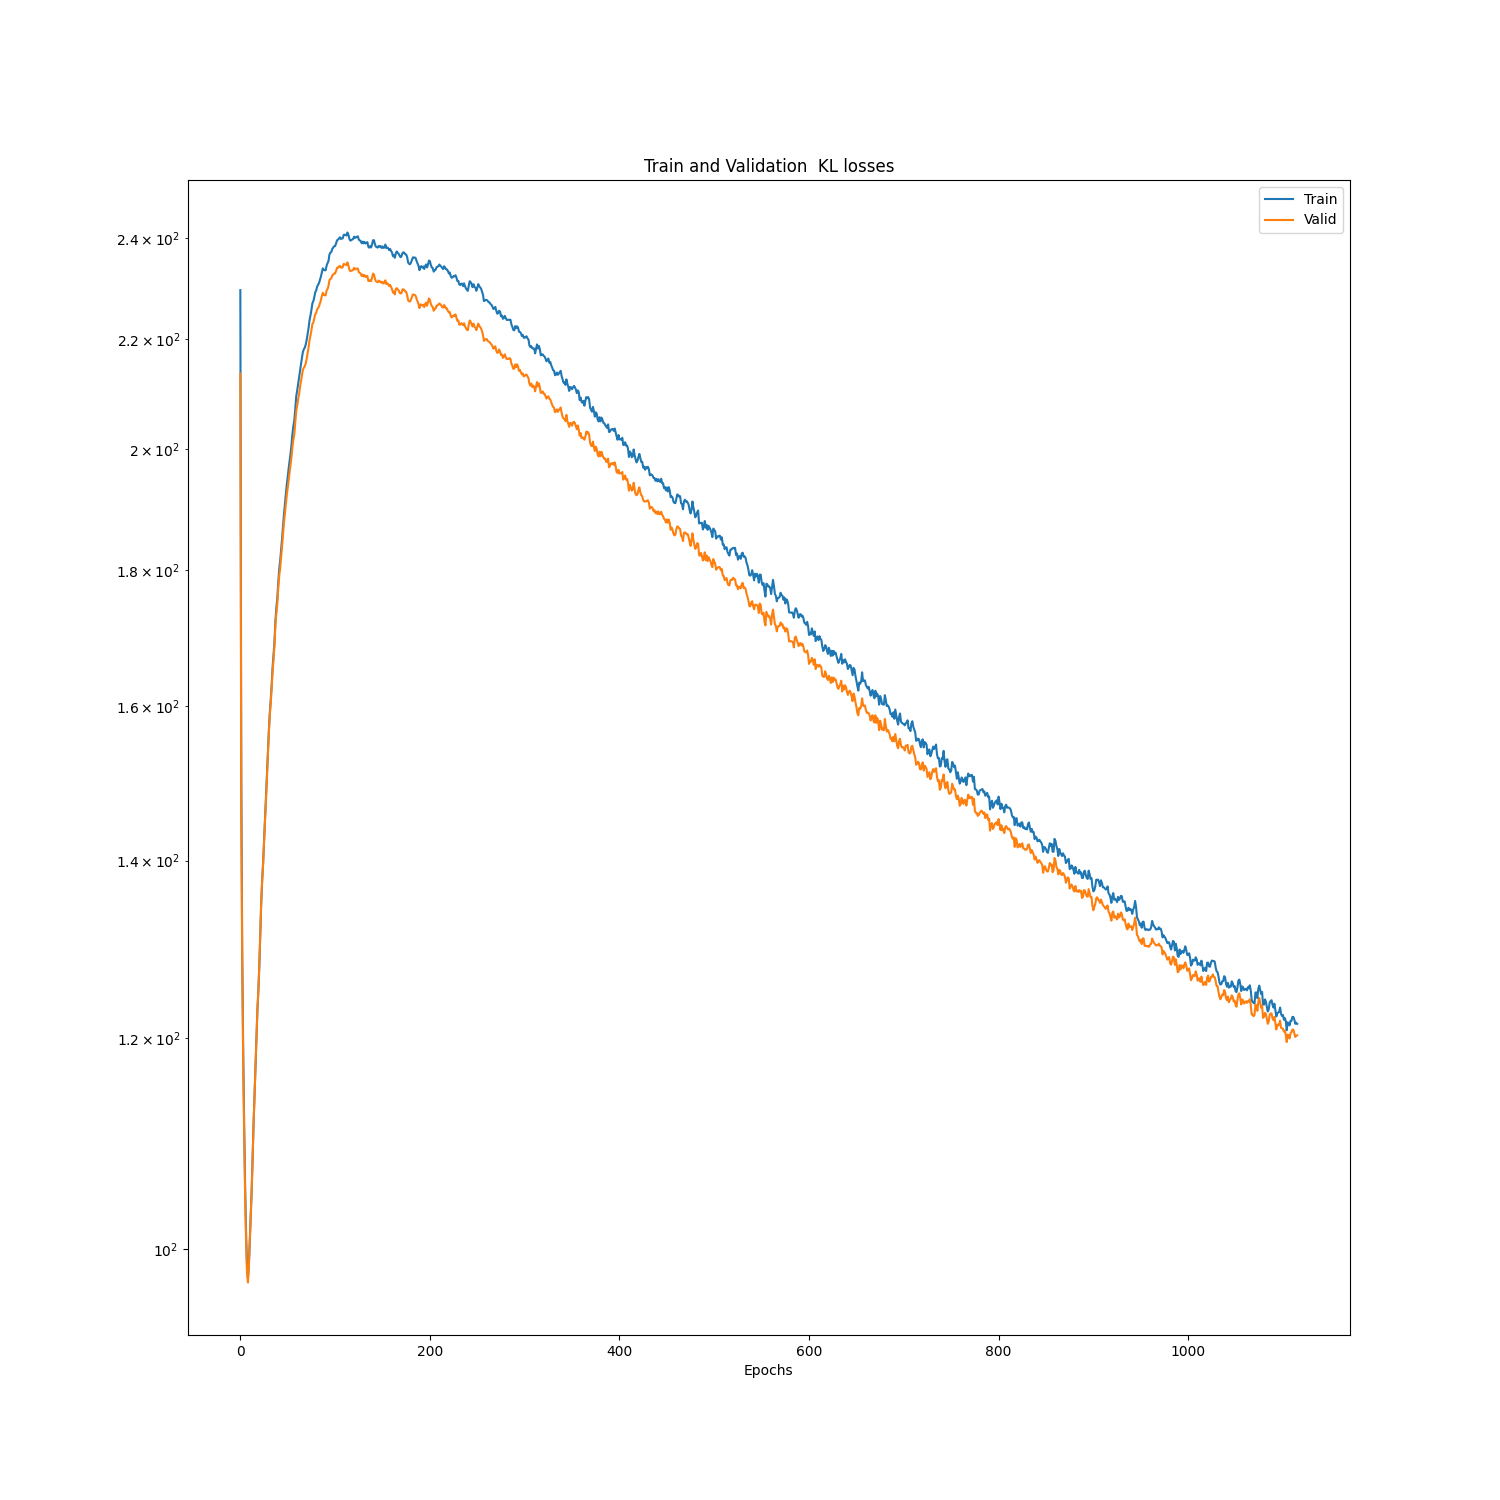 Train and Validation  KL losses
Train
Valid
2.4 × 10²
2.2 × 10²
2 × 10²
1.8 × 10²
1.6 × 10²
1.4 × 10²
1.2 × 10²
10²
0 200 400 600 800 1000
Epochs